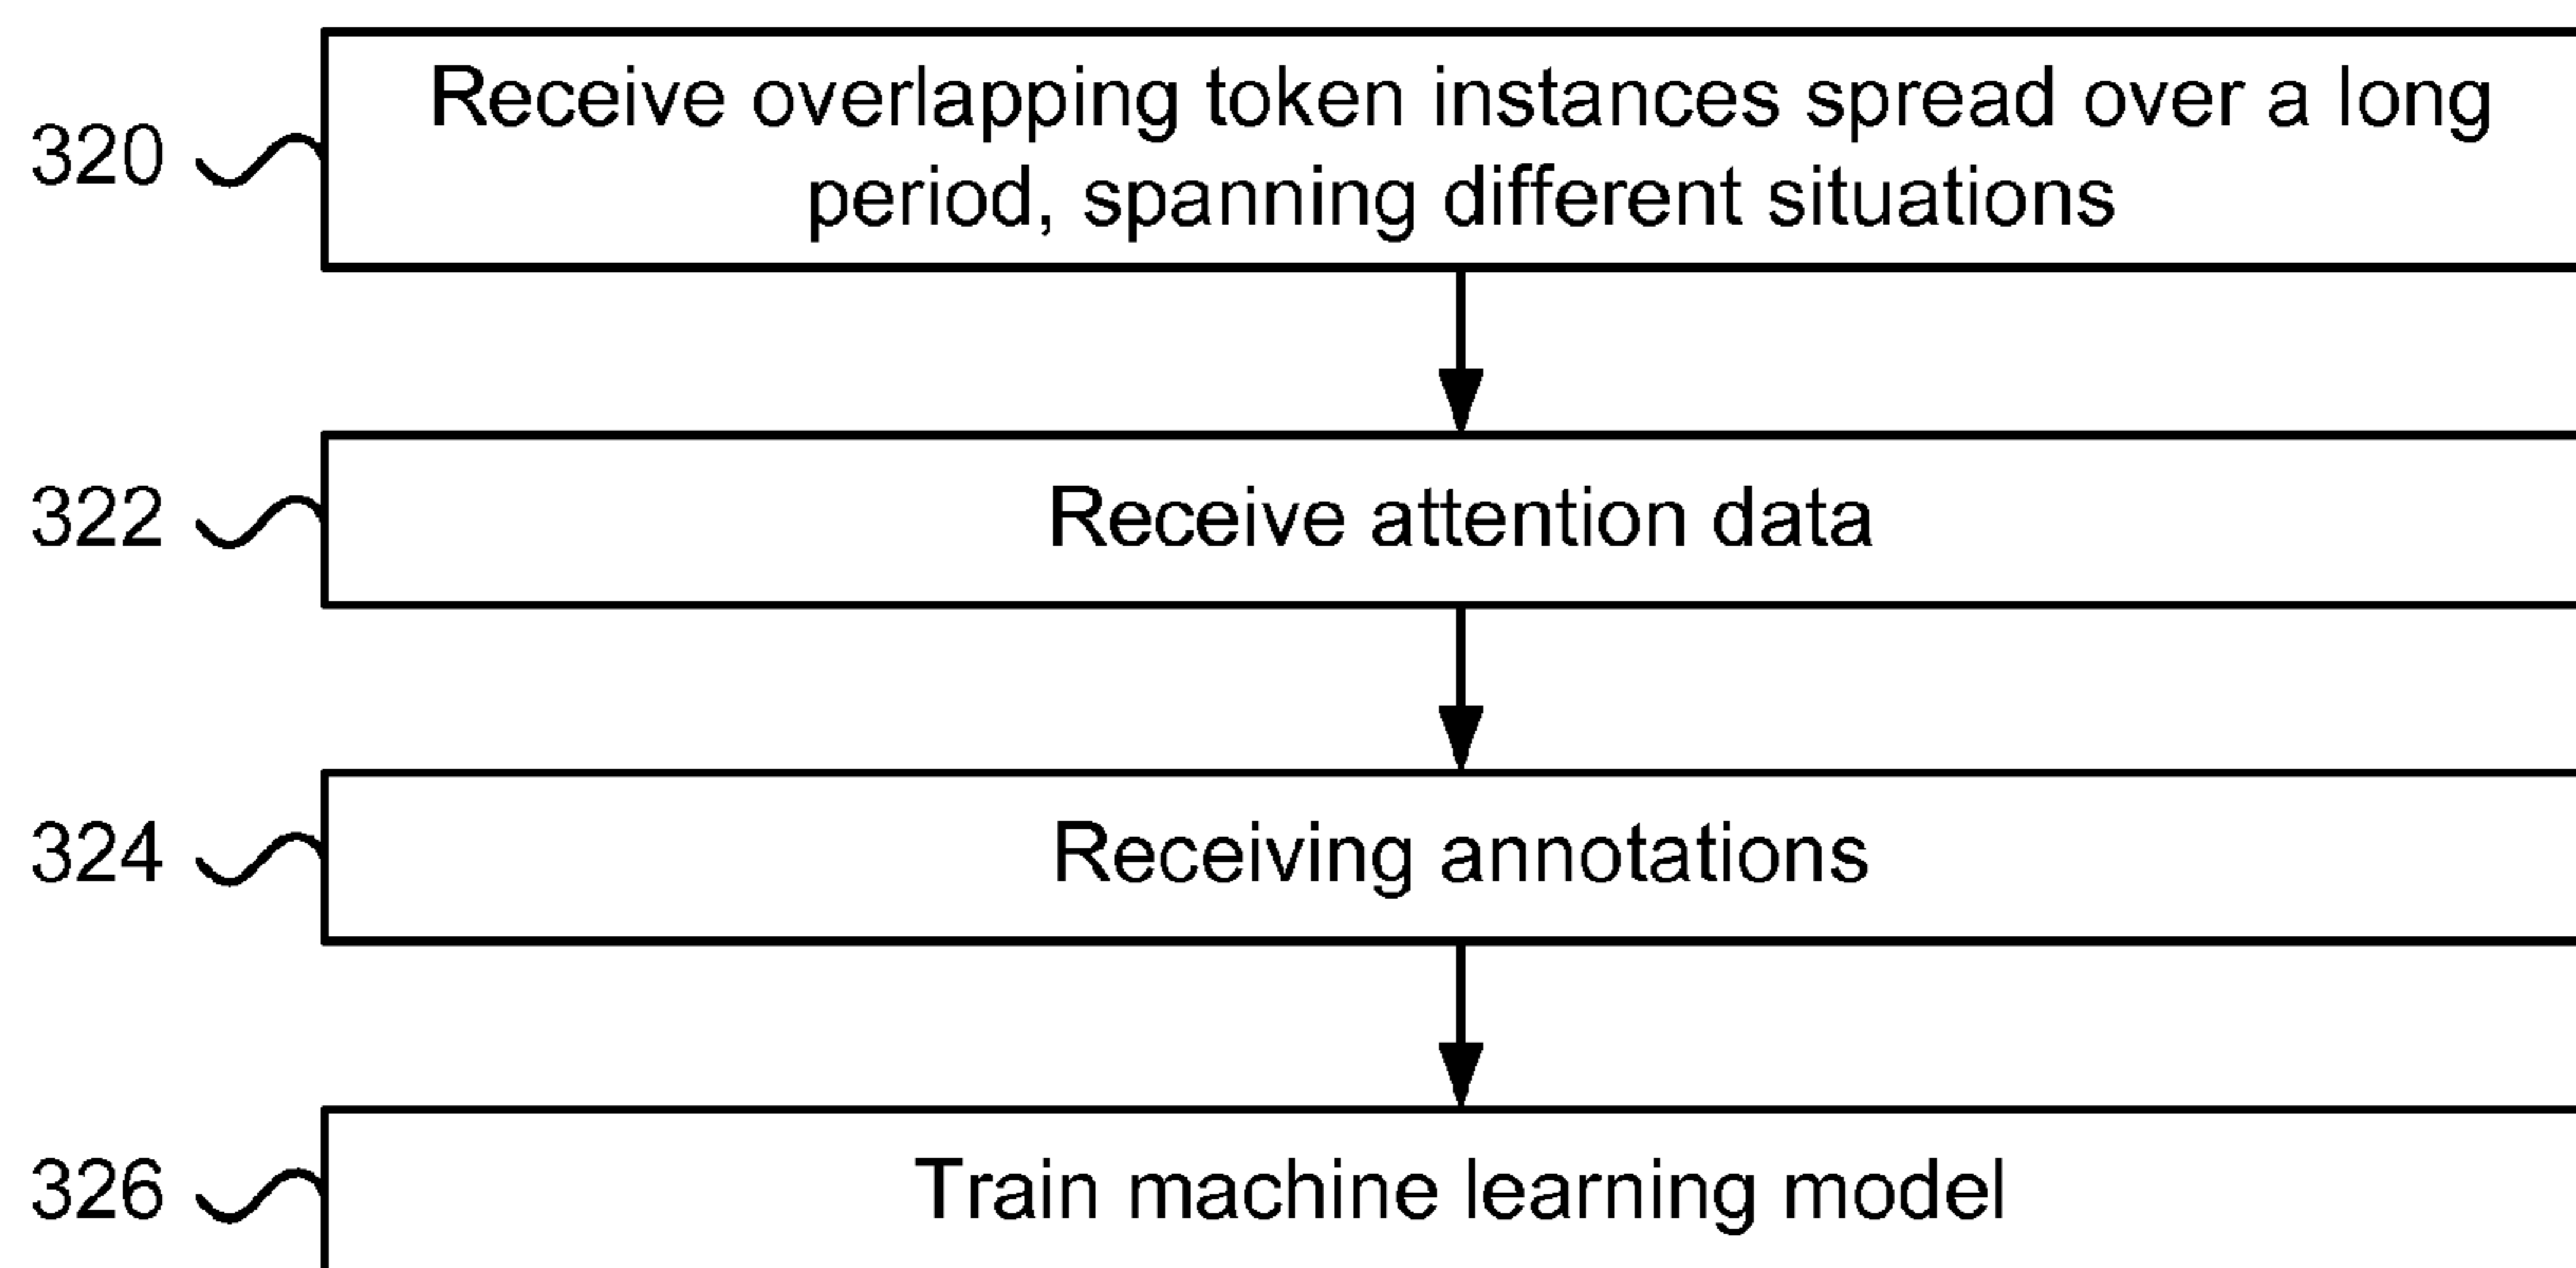 Receive overlapping token instances spread over a long
320
period, spanning different situations
322
Receive attention data
324
Receiving annotations
326
Train machine learning model